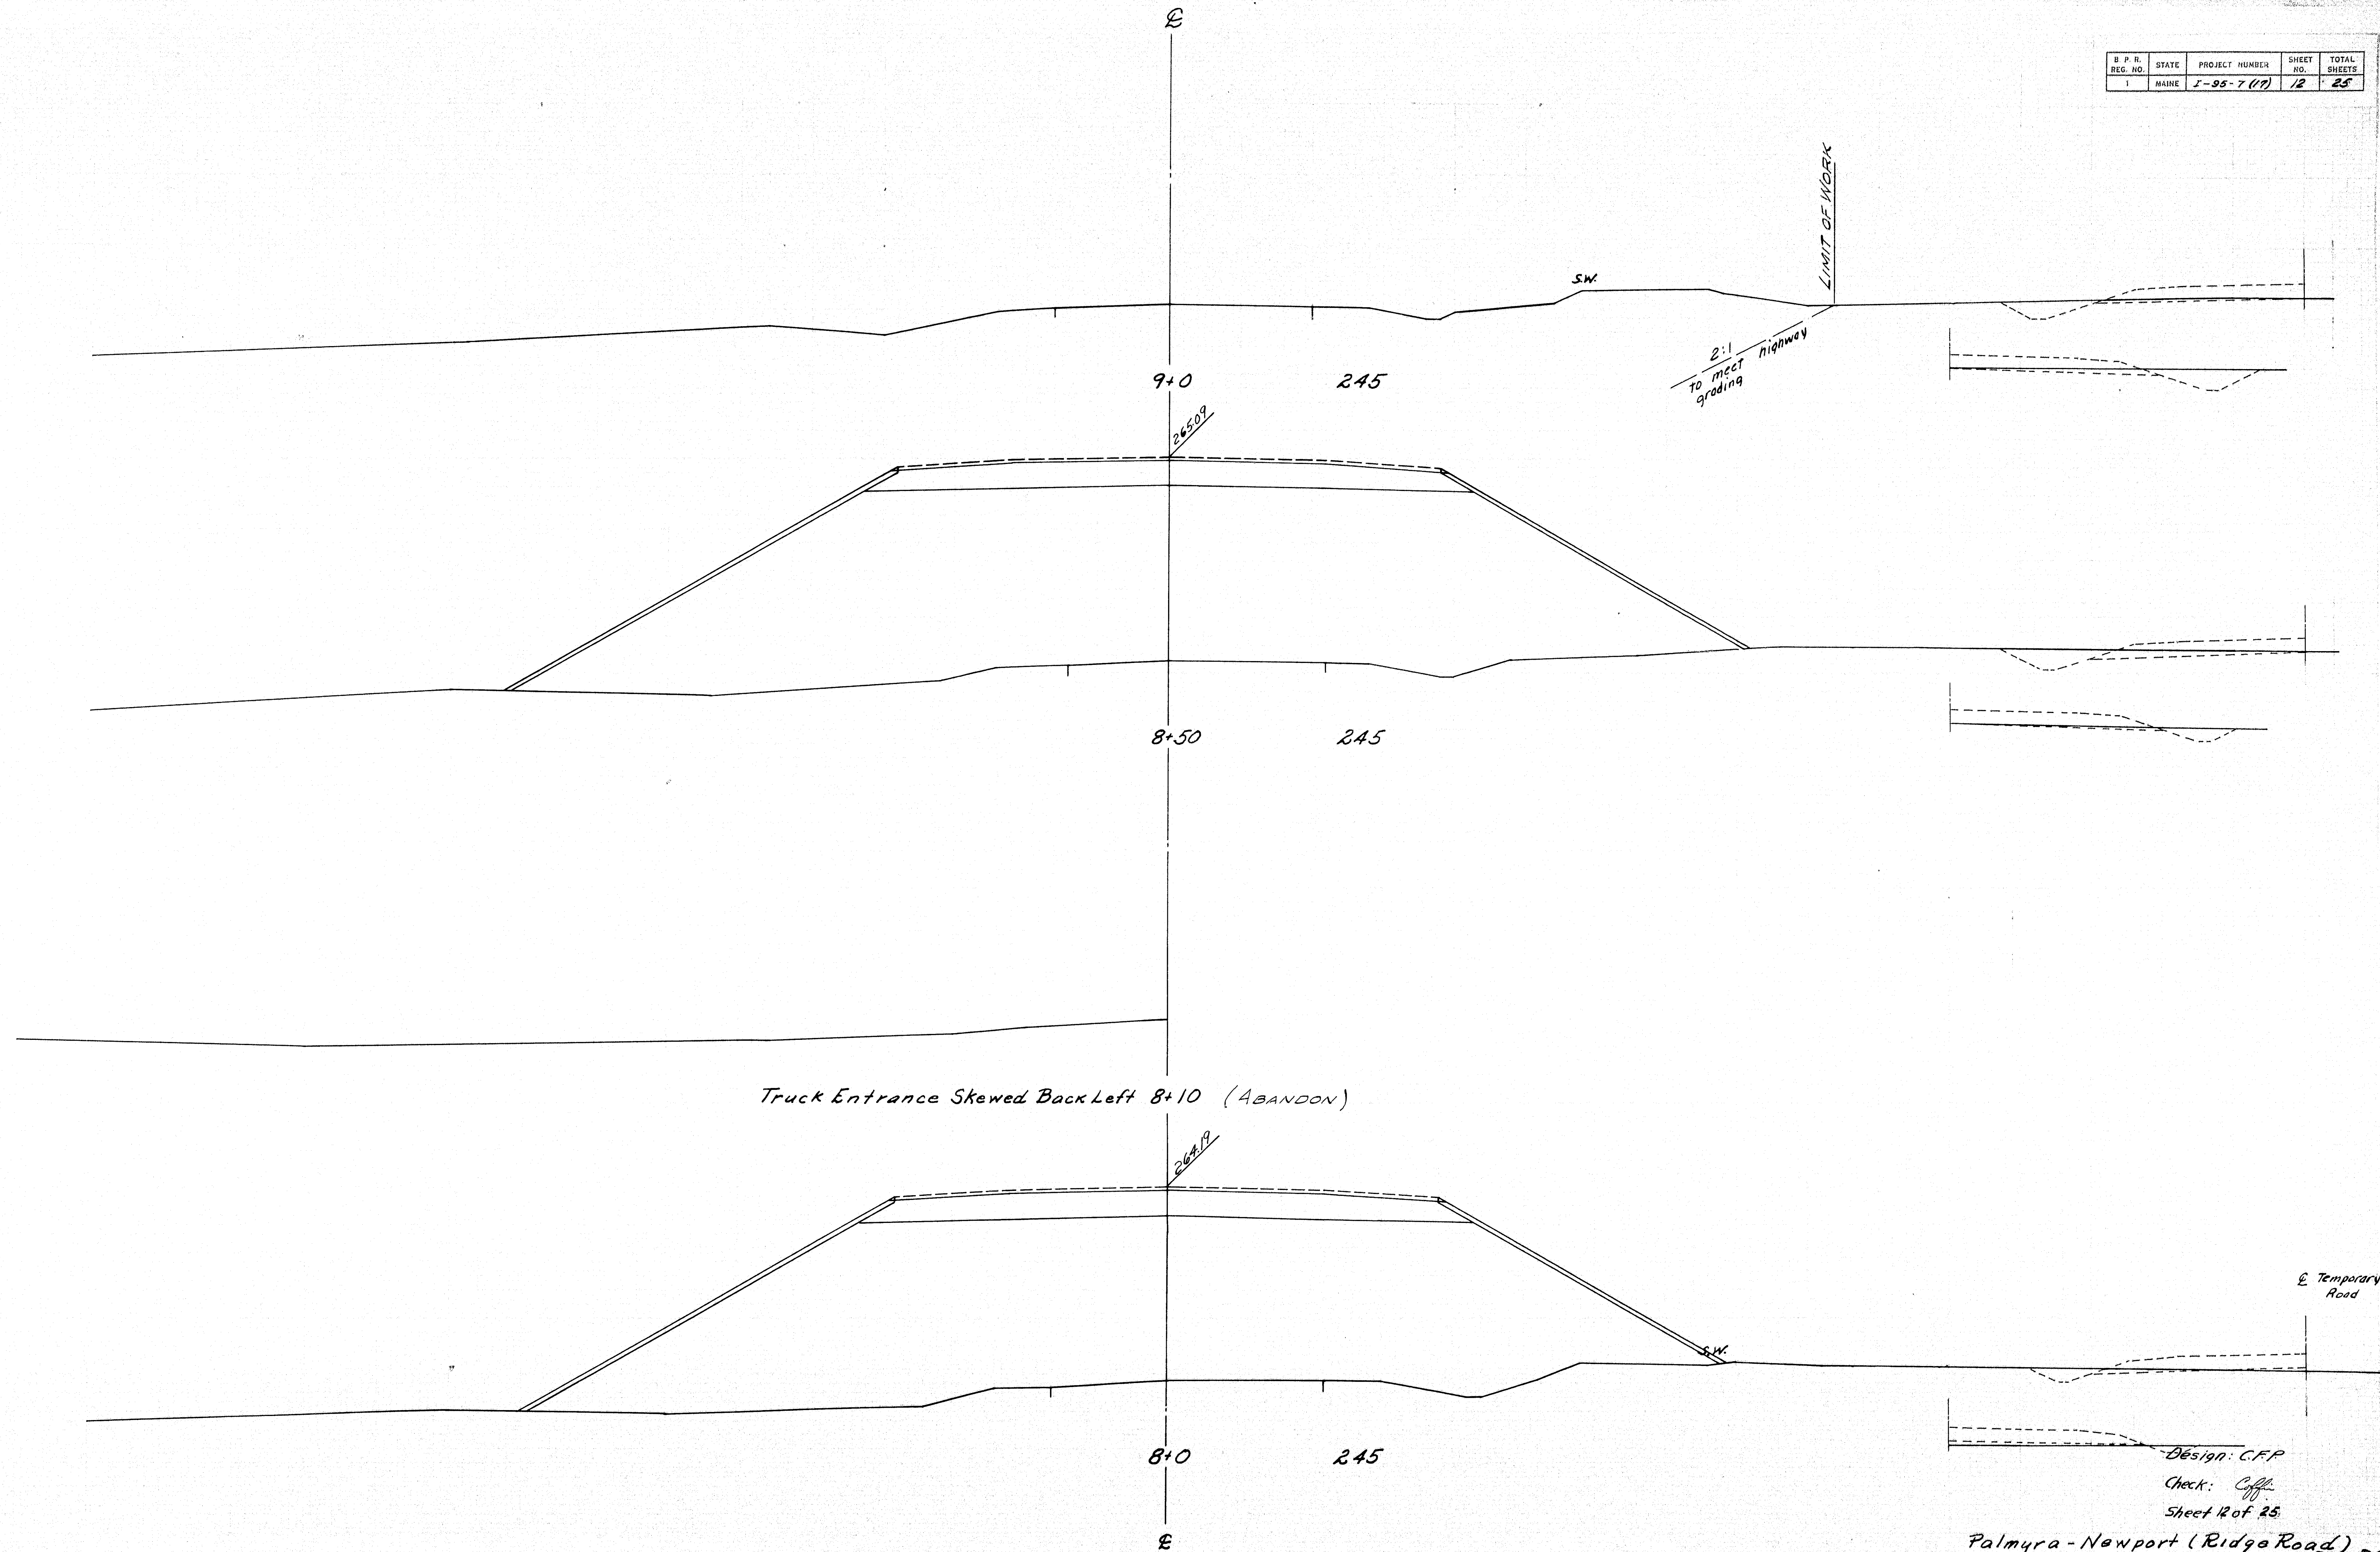 ℄
B. P. R. REG. NO. STATE PROJECT NUMBER SHEET NO. TOTAL SHEETS
1 MAINE I-95-7(17) 12 25
LIMIT OF WORK
S.W.
2:1
to meet highway
grading
9+0 245
265.09
8+50 245
Truck Entrance Skewed Back Left 8+10 (ABANDON)
264.19
S.W.
℄ Temporary
Road
8+0 245
Design: C.F.P.
Check: Coffin
Sheet 12 of 25
℄
Palmyra - Newport (Ridge Road)